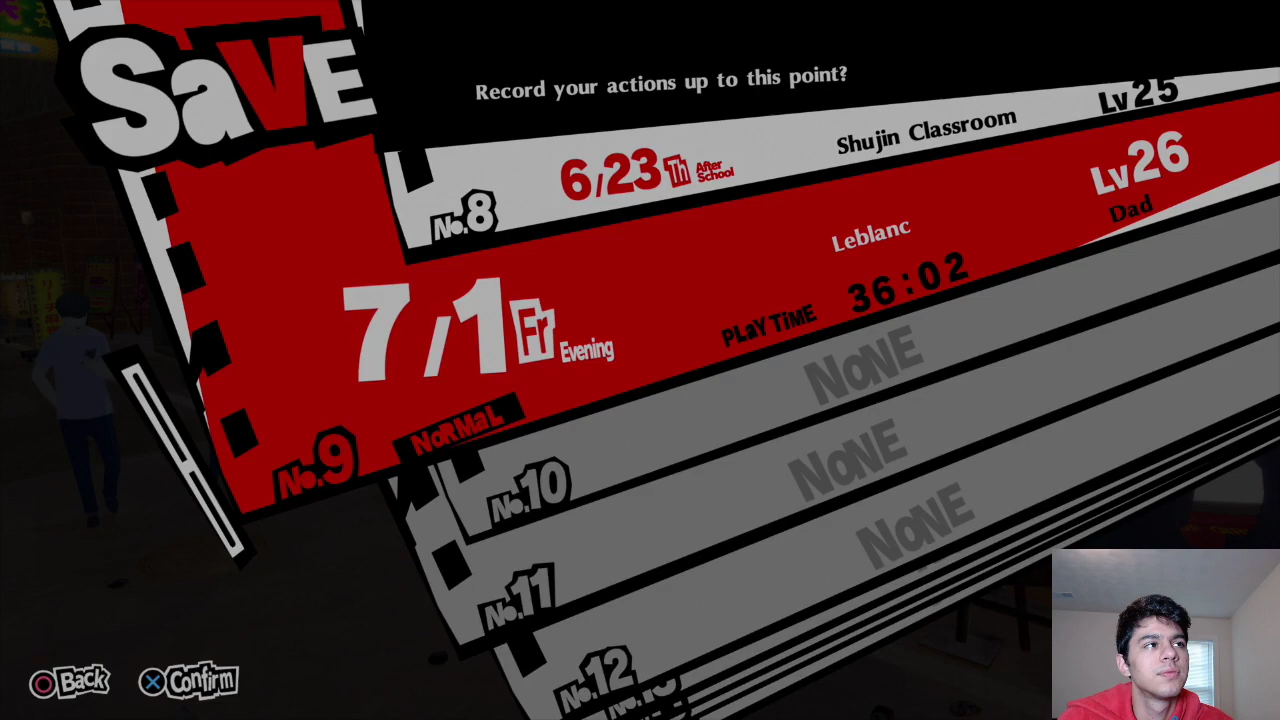 SaVE
Record your actions up to this point?
No.8 6/23 Th After School Shujin Classroom Lv25
7/1 Fr Evening Leblanc Lv26
Dad
PLaY TiME 36:02
No.9 NoRMaL
No.10 NoNE
No.11 NoNE
No.12 NoNE
Back Confirm